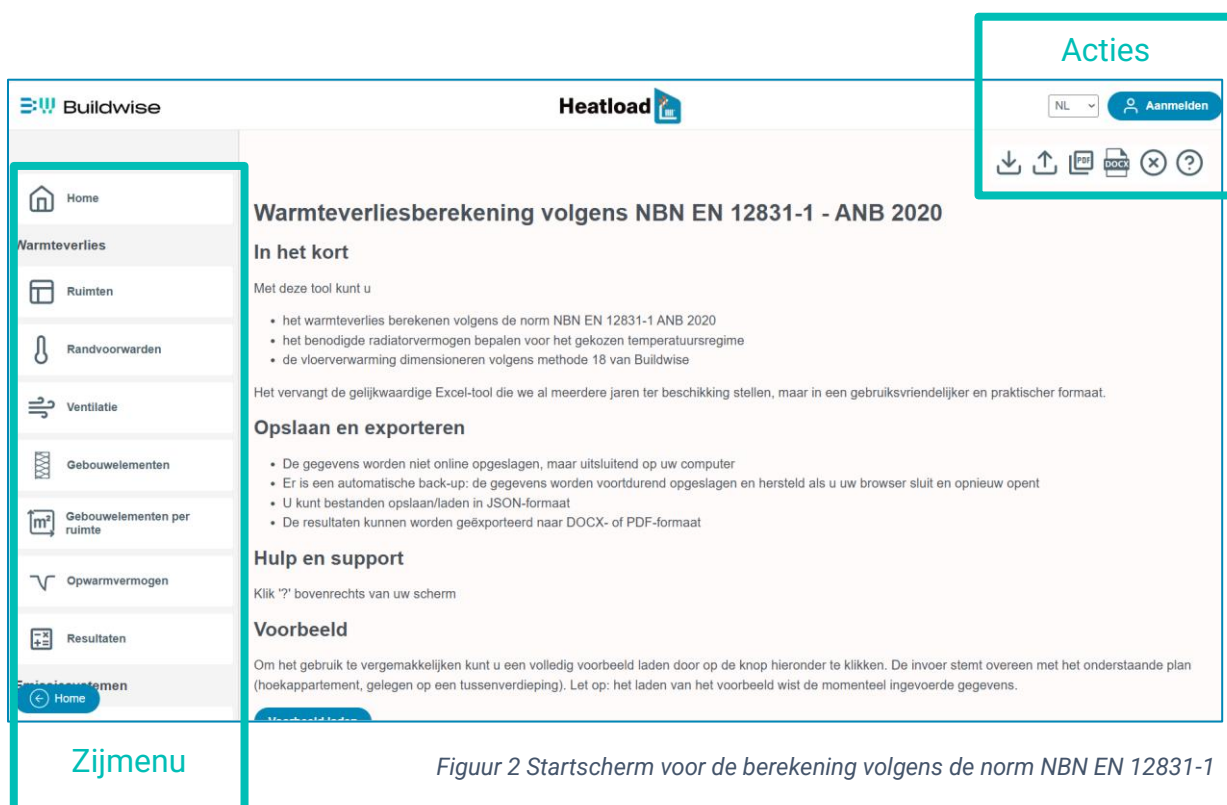 Acties
Buildwise
Heatload
NL
Aanmelden
PDF
DOCX
Home
Warmteverlies
Ruimten
Randvoorwarden
Ventilatie
Gebouwelementen
m²
Gebouwelementen per
ruimte
Opwarmvermogen
Resultaten
Home
Warmteverliesberekening volgens NBN EN 12831-1 - ANB 2020
In het kort
Met deze tool kunt u
• het warmteverlies berekenen volgens de norm NBN EN 12831-1 ANB 2020
• het benodigde radiatorvermogen bepalen voor het gekozen temperatuursregime
• de vloerverwarming dimensioneren volgens methode 18 van Buildwise
Het vervangt de gelijkwaardige Excel-tool die we al meerdere jaren ter beschikking stellen, maar in een gebruiksvriendelijker en praktischer formaat.
Opslaan en exporteren
• De gegevens worden niet online opgeslagen, maar uitsluitend op uw computer
• Er is een automatische back-up: de gegevens worden voortdurend opgeslagen en hersteld als u uw browser sluit en opnieuw opent
• U kunt bestanden opslaan/laden in JSON-formaat
• De resultaten kunnen worden geëxporteerd naar DOCX- of PDF-formaat
Hulp en support
Klik '?' bovenrechts van uw scherm
Voorbeeld
Om het gebruik te vergemakkelijken kunt u een volledig voorbeeld laden door op de knop hieronder te klikken. De invoer stemt overeen met het onderstaande plan
(hoekappartement, gelegen op een tussenverdieping). Let op: het laden van het voorbeeld wist de momenteel ingevoerde gegevens.
Voorbeeld laden
Zijmenu
Figuur 2 Startscherm voor de berekening volgens de norm NBN EN 12831-1